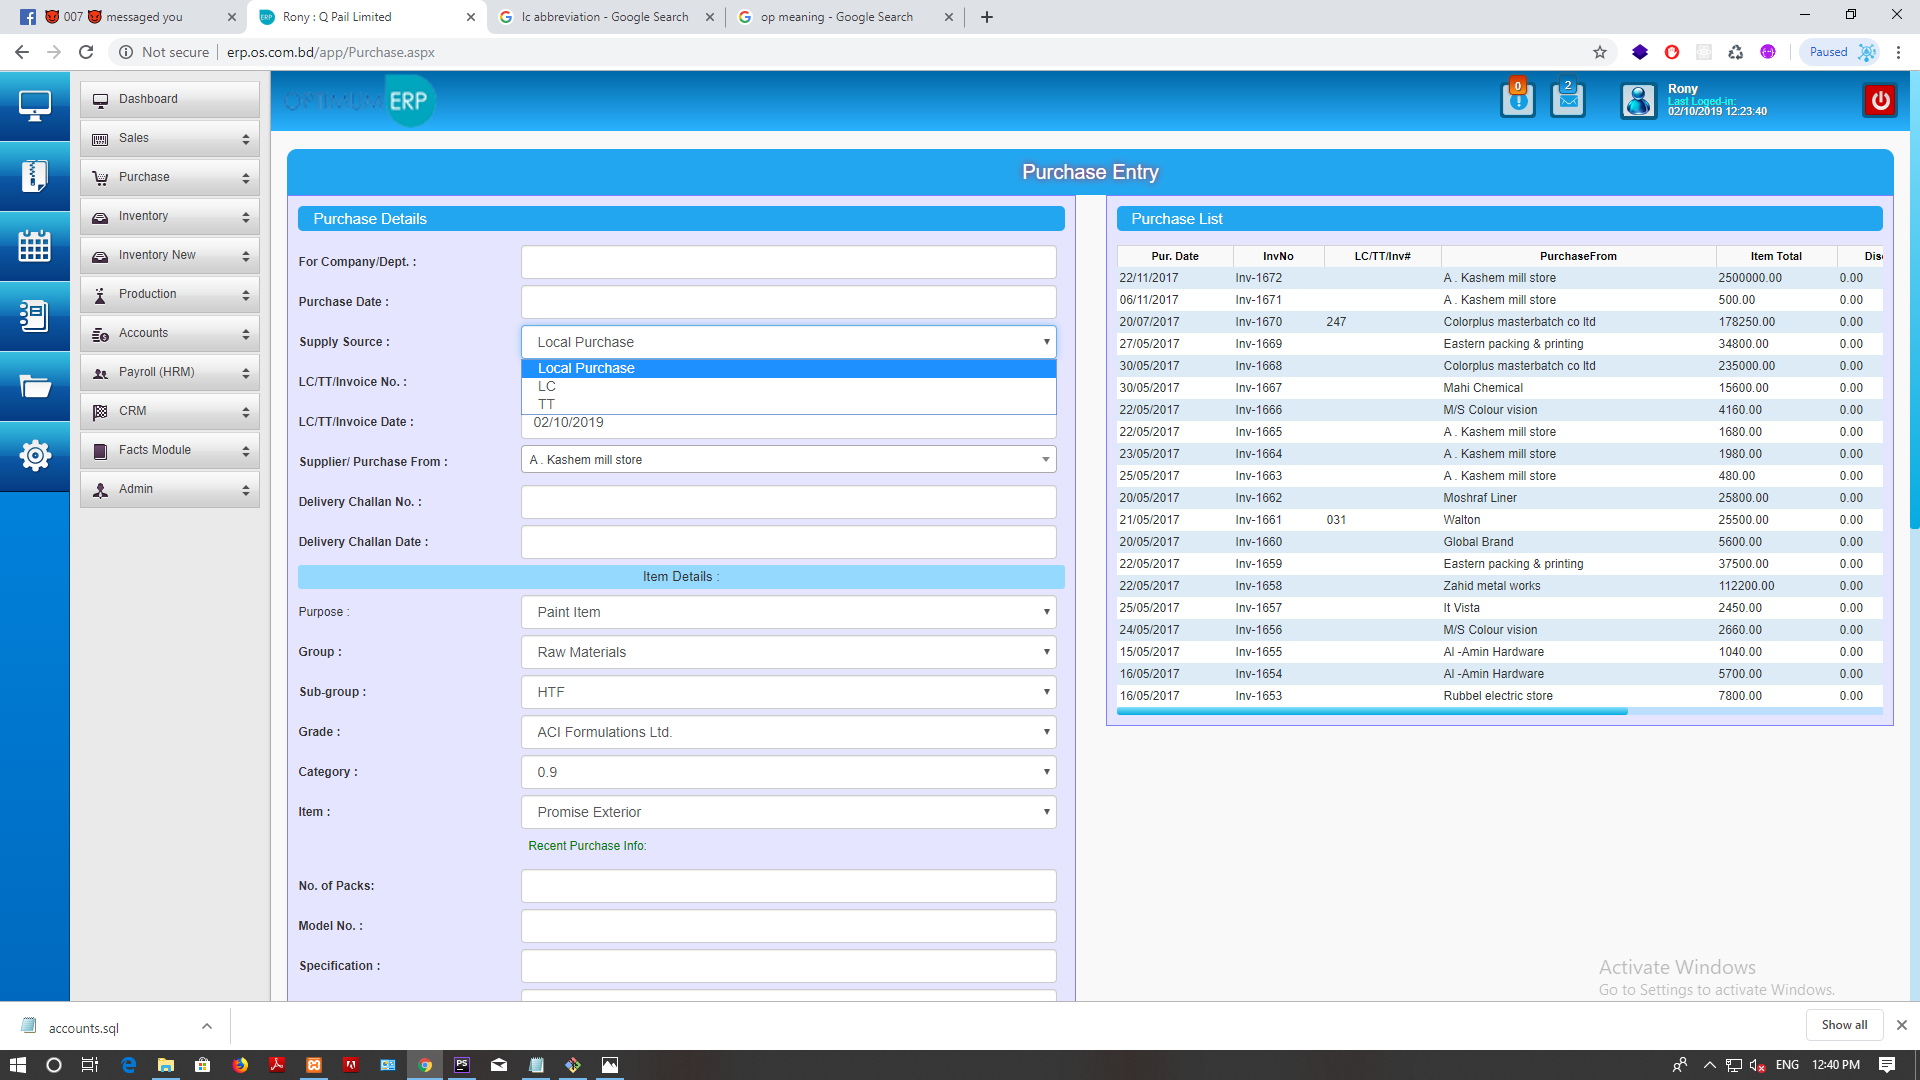 007 messaged you
Rony : Q Pail Limited
lc abbreviation - Google Search
op meaning - Google Search
Not secure
erp.os.com.bd/app/Purchase.aspx
Paused
Dashboard
Sales
Purchase
Inventory
Inventory New
Production
Accounts
Payroll (HRM)
CRM
Facts Module
Admin
OPTIMUM ERP
0
2
Rony
Last Loged-in:
02/10/2019 12:23:40
Purchase Entry
Purchase Details
For Company/Dept. :
Purchase Date :
Supply Source : Local Purchase
Local Purchase
LC
TT
LC/TT/Invoice No. :
LC/TT/Invoice Date : 02/10/2019
Supplier/ Purchase From : A . Kashem mill store
Delivery Challan No. :
Delivery Challan Date :
Item Details :
Purpose : Paint Item
Group : Raw Materials
Sub-group : HTF
Grade : ACI Formulations Ltd.
Category : 0.9
Item : Promise Exterior
Recent Purchase Info:
No. of Packs:
Model No. :
Specification :
Purchase List
Pur. Date InvNo LC/TT/Inv# PurchaseFrom Item Total
22/11/2017 Inv-1672 A . Kashem mill store 2500000.00 0.00
06/11/2017 Inv-1671 A . Kashem mill store 500.00 0.00
20/07/2017 Inv-1670 247 Colorplus masterbatch co ltd 178250.00 0.00
27/05/2017 Inv-1669 Eastern packing & printing 34800.00 0.00
30/05/2017 Inv-1668 Colorplus masterbatch co ltd 235000.00 0.00
30/05/2017 Inv-1667 Mahi Chemical 15600.00 0.00
22/05/2017 Inv-1666 M/S Colour vision 4160.00 0.00
22/05/2017 Inv-1665 A . Kashem mill store 1680.00 0.00
23/05/2017 Inv-1664 A . Kashem mill store 1980.00 0.00
25/05/2017 Inv-1663 A . Kashem mill store 480.00 0.00
20/05/2017 Inv-1662 Moshraf Liner 25800.00 0.00
21/05/2017 Inv-1661 031 Walton 25500.00 0.00
20/05/2017 Inv-1660 Global Brand 5600.00 0.00
22/05/2017 Inv-1659 Eastern packing & printing 37500.00 0.00
22/05/2017 Inv-1658 Zahid metal works 112200.00 0.00
25/05/2017 Inv-1657 It Vista 2450.00 0.00
24/05/2017 Inv-1656 M/S Colour vision 2660.00 0.00
15/05/2017 Inv-1655 Al -Amin Hardware 1040.00 0.00
16/05/2017 Inv-1654 Al -Amin Hardware 5700.00 0.00
16/05/2017 Inv-1653 Rubbel electric store 7800.00 0.00
Activate Windows
Go to Settings to activate Windows.
accounts.sql
Show all
ENG 12:40 PM